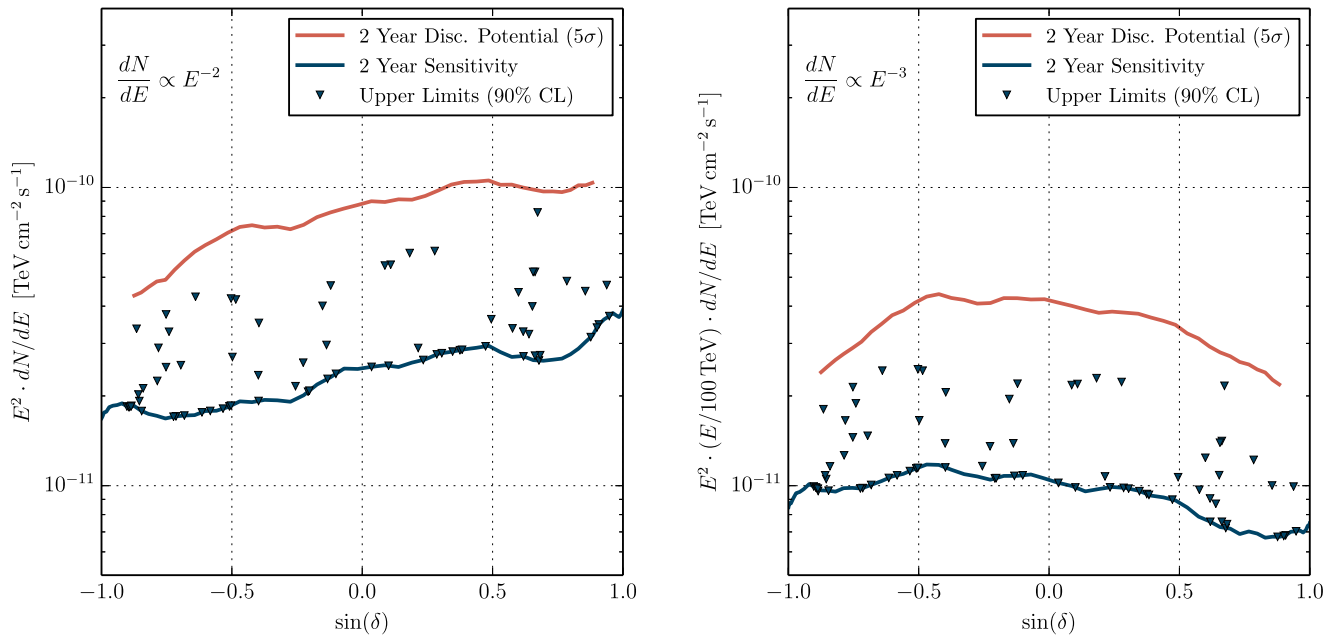 2 Year Disc. Potential (5σ)
2 Year Sensitivity
Upper Limits (90% CL)
dN/dE ∝ E⁻²
10⁻¹⁰
10⁻¹¹
E² · dN/dE [TeV cm⁻² s⁻¹]
−1.0 −0.5 0.0 0.5 1.0
sin(δ)
2 Year Disc. Potential (5σ)
2 Year Sensitivity
Upper Limits (90% CL)
dN/dE ∝ E⁻³
10⁻¹⁰
10⁻¹¹
E² · (E/100 TeV) · dN/dE [TeV cm⁻² s⁻¹]
−1.0 −0.5 0.0 0.5 1.0
sin(δ)